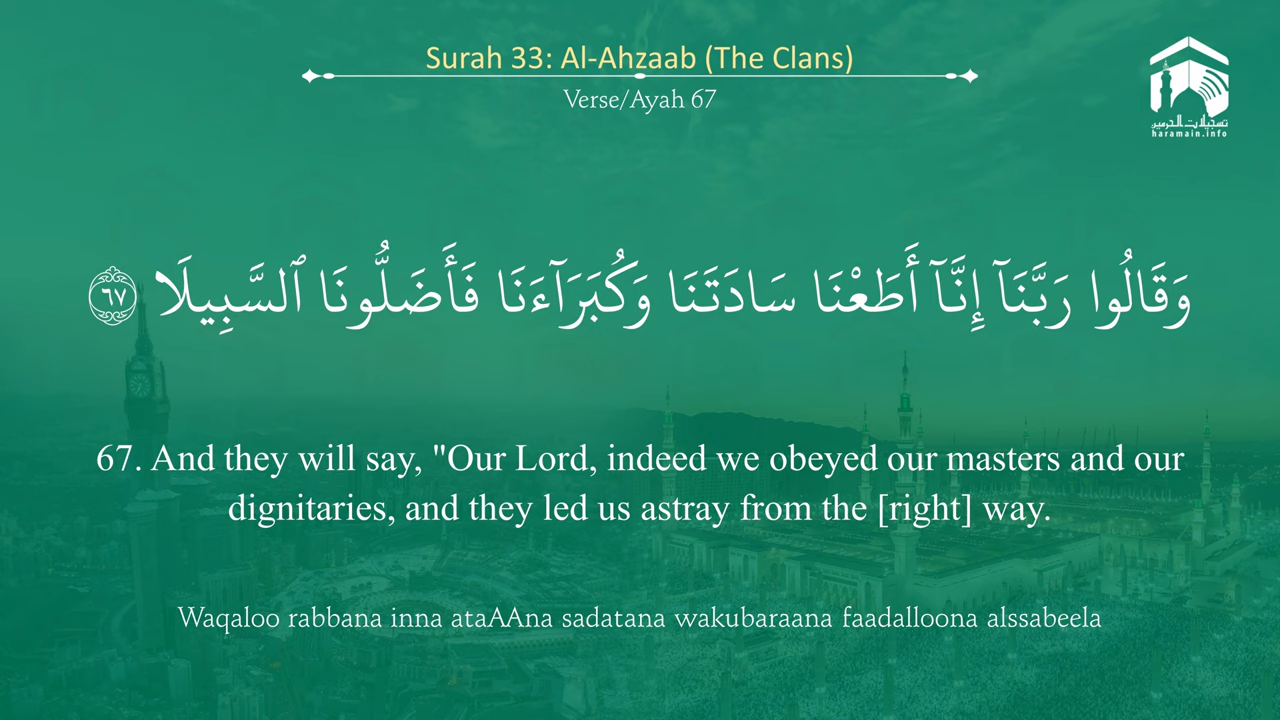 Surah 33: Al-Ahzaab (The Clans)
Verse/Ayah 67
تسجيلات الحرمين
haramain.info
وَقَالُوا رَبَّنَآ إِنَّآ أَطَعْنَا سَادَتَنَا وَكُبَرَآءَنَا فَأَضَلُّونَا ٱلسَّبِيلَا ٦٧
67. And they will say, "Our Lord, indeed we obeyed our masters and our
dignitaries, and they led us astray from the [right] way.
Waqaloo rabbana inna ataAAna sadatana wakubaraana faadalloona alssabeela